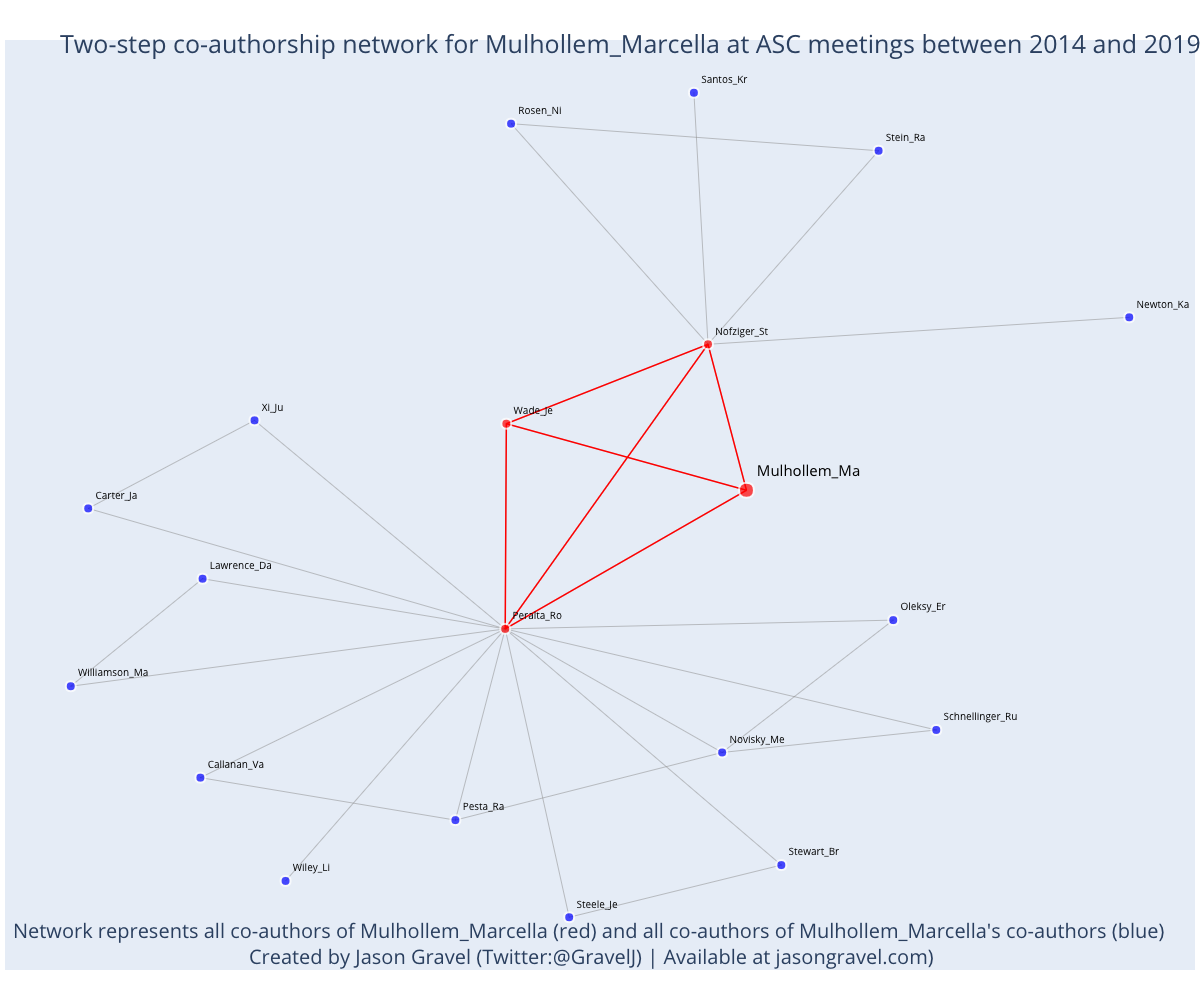 Two-step co-authorship network for Mulhollem_Marcella at ASC meetings between 2014 and 2019
Santos_Kr
Rosen_Ni
Stein_Ra
Newton_Ka
Nofziger_St
Xi_Ju
Wade_Je
Mulhollem_Ma
Carter_Ja
Lawrence_Da
Peralta_Ro
Oleksy_Er
Williamson_Ma
Schnellinger_Ru
Novisky_Me
Callanan_Va
Pesta_Ra
Stewart_Br
Wiley_Li
Steele_Je
Network represents all co-authors of Mulhollem_Marcella (red) and all co-authors of Mulhollem_Marcella's co-authors (blue)
Created by Jason Gravel (Twitter:@GravelJ) | Available at jasongravel.com)